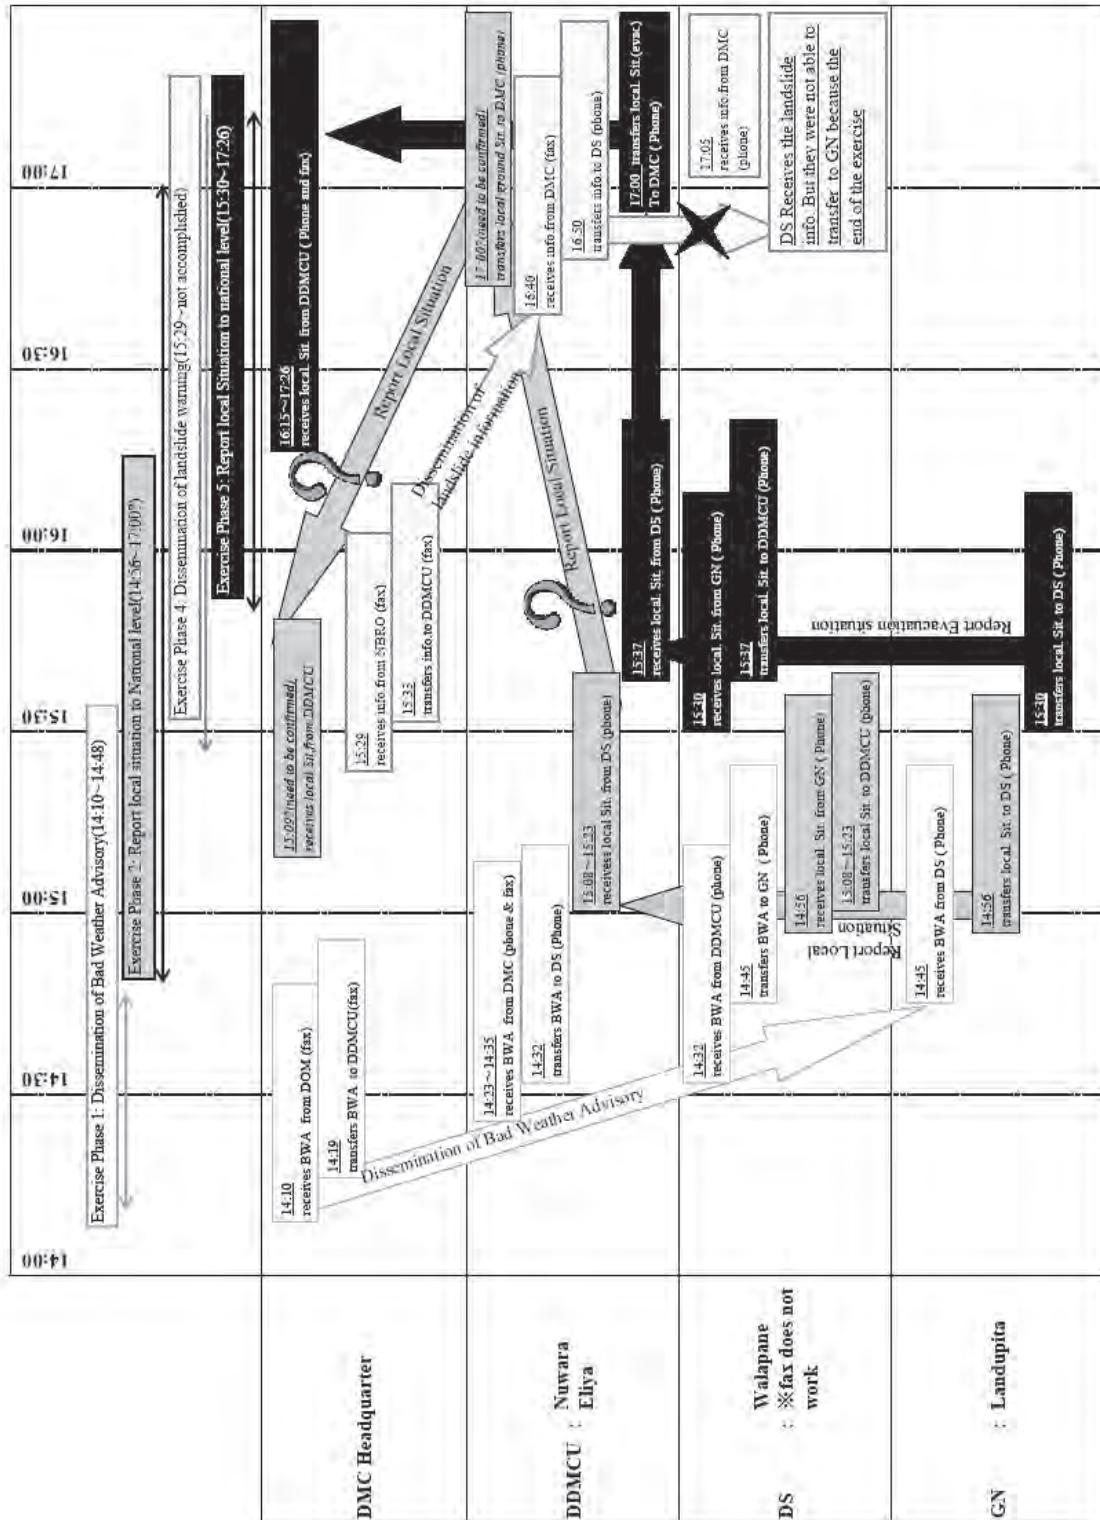 14:00
14:30
15:00
15:30
16:00
16:30
17:00
Exercise Phase 1: Dissemination of Bad Weather Advisory(14:10~14:48)
Exercise Phase 2: Report local situation to National level(14:56~17:00?)
Exercise Phase 4: Dissemination of landslide warning(15:29~not accomplished)
Exercise Phase 5: Report local Situation to national level(15:30~17:26)
DMC Headquarter
14:10
receives BWA from DOM (fax)
14:19
transfers BWA to DDMCU(fax)
15:09?(need to be confirmed)
receives local Sit.from DDMCU
15:29
receives info from NBRO (fax)
15:33
transfers info.to DDMCU (fax)
16:15~17:26
receives local. Sit. from DDMCU ( Phone and fax)
?
Report Local Situation
Dissemination of
landslide information
DDMCU : Nuwara
Eliya
14:23~14:35
receives BWA from DMC (phone & fax)
14:32
transfers BWA to DS (Phone)
Dissemination of Bad Weather Advisory
15:08~15:23
receivess local Sit. from DS (phone)
?
Report Local Situation
15:37
receives local. Sit. from DS ( Phone)
17:00?(need to be confirmed)
transfers local ground Sit. to DMC (phone)
15:40
receives info from DMC (fax)
16:50
transfers info.to DS (phone)
17:00 transfers local. Sit.(evac)
To DMC ( Phone)
DS : Walapane
※fax does not
work
14:32
receives BWA from DDMCU (phone)
14:45
transfers BWA to GN ( Phone)
14:56
receives local Sit. from GN ( Phone)
15:08~15:23
transfers local Sit. to DDMCU (phone)
15:30
receives local. Sit. from GN ( Phone)
15:37
transfers local. Sit. to DDMCU (Phone)
17:05
receives info.from DMC
(phone)
DS Receives the landslide
info. But they were not able to
transfer to GN because the
end of the exercise
Report Local
Situation
Report Evacuation situation
GN : Landupita
14:45
receives BWA from DS ( Phone)
14:56
transfers local. Sit. to DS ( Phone)
15:30
transfers local. Sit. to DS ( Phone)